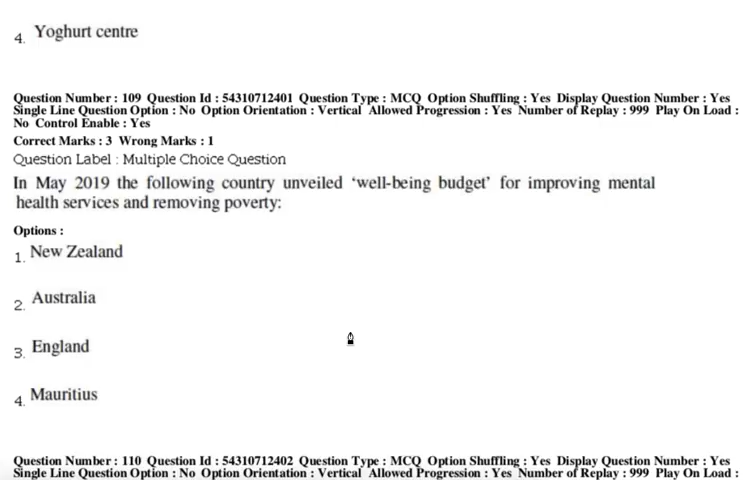 4. Yoghurt centre
Question Number : 109 Question Id : 54310712401 Question Type : MCQ Option Shuffling : Yes Display Question Number : Yes
Single Line Question Option : No Option Orientation : Vertical Allowed Progression : Yes Number of Replay : 999 Play On Load :
No Control Enable : Yes
Correct Marks : 3 Wrong Marks : 1
Question Label : Multiple Choice Question
In May 2019 the following country unveiled ‘well-being budget’ for improving mental
health services and removing poverty:
Options :
1. New Zealand
2. Australia
3. England
4. Mauritius
Question Number : 110 Question Id : 54310712402 Question Type : MCQ Option Shuffling : Yes Display Question Number : Yes
Single Line Question Option : No Option Orientation : Vertical Allowed Progression : Yes Number of Replay : 999 Play On Load :